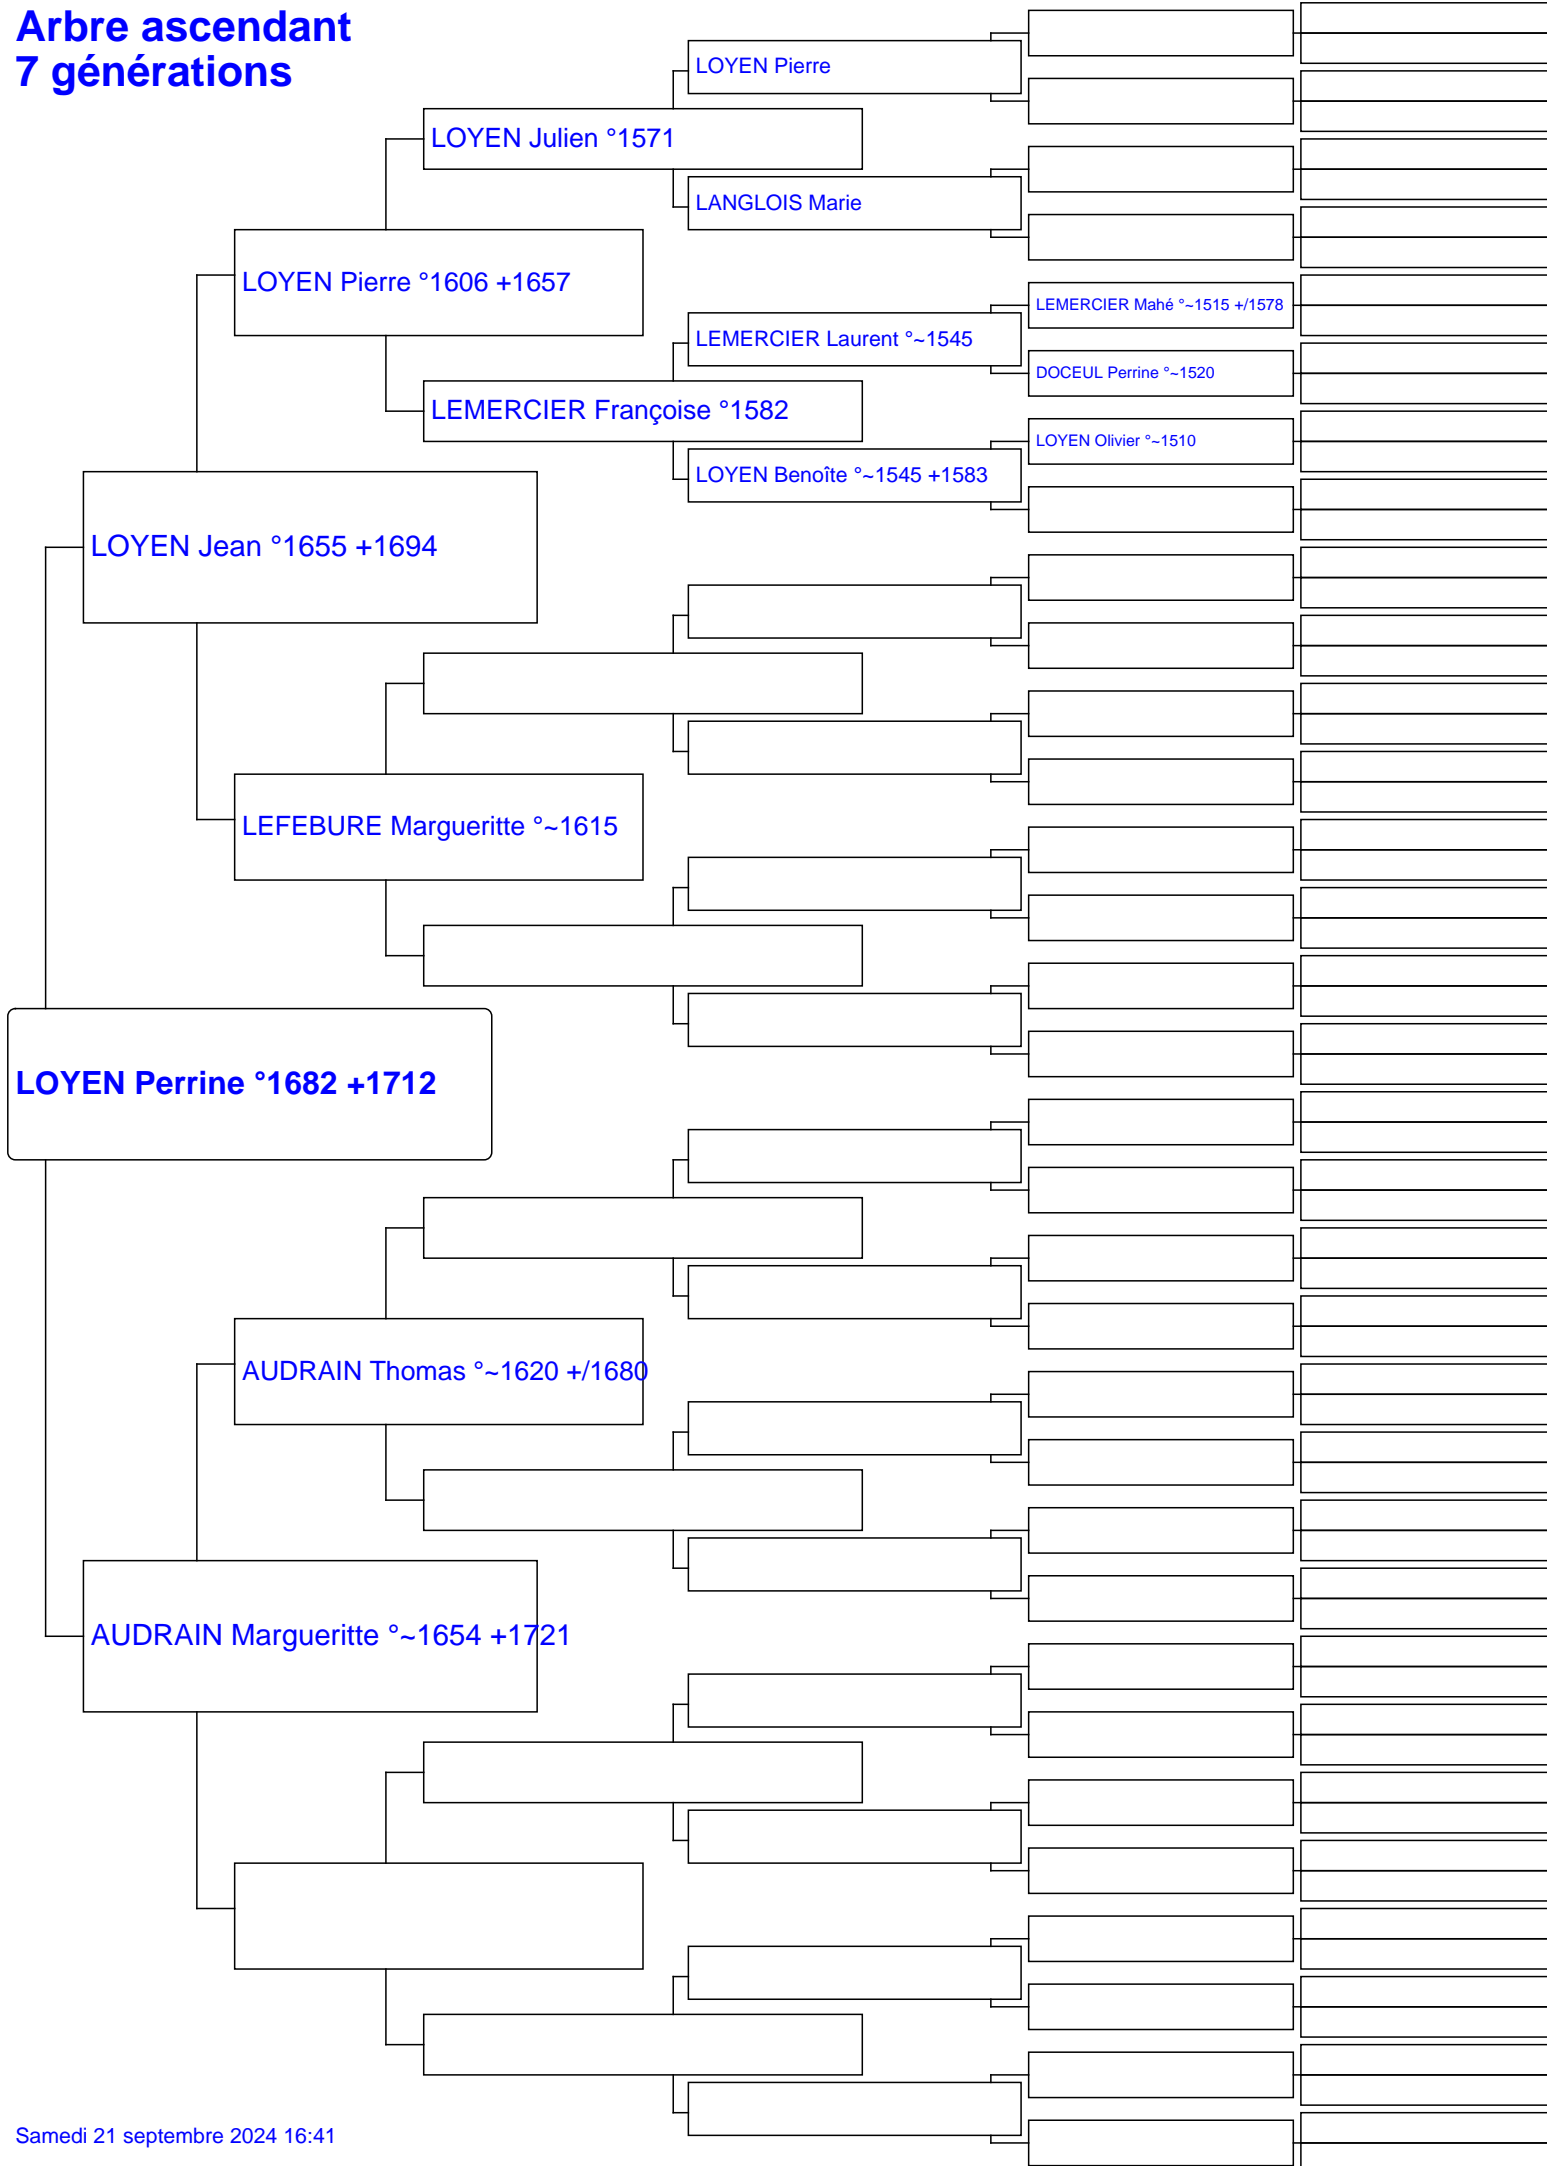 Arbre ascendant
7 générations
LOYEN Pierre
LOYEN Julien °1571
LANGLOIS Marie
LOYEN Pierre °1606 +1657
LEMERCIER Mahé °~1515 +/1578
LEMERCIER Laurent °~1545
DOCEUL Perrine °~1520
LEMERCIER Françoise °1582
LOYEN Olivier °~1510
LOYEN Benoîte °~1545 +1583
LOYEN Jean °1655 +1694
LEFEBURE Margueritte °~1615
LOYEN Perrine °1682 +1712
AUDRAIN Thomas °~1620 +/1680
AUDRAIN Margueritte °~1654 +1721
Samedi 21 septembre 2024 16:41